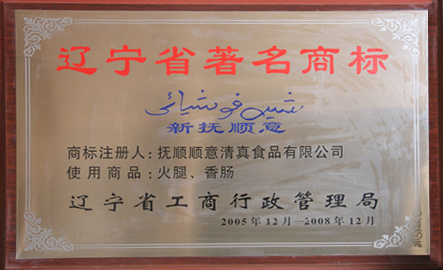 辽宁省著名商标
شىيىر فو شيائى
新抚顺意
商标注册人：抚顺顺意清真食品有限公司
使用商品：火腿、香肠
辽宁省工商行政管理局
2005年12月—2008年12月